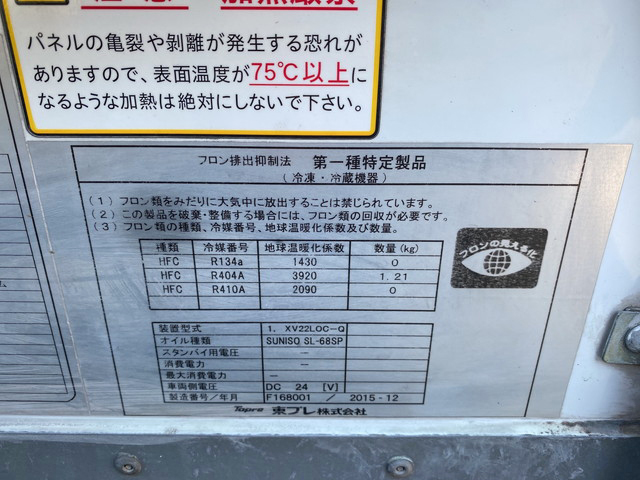 加熱厳禁
パネルの亀裂や剥離が発生する恐れが
ありますので、表面温度が75℃以上に
なるような加熱は絶対にしないで下さい。
フロン排出抑制法 第一種特定製品
(冷凍・冷蔵機器)
(1) フロン類をみだりに大気中に放出することは禁じられています。
(2) この製品を破棄・整備する場合には、フロン類の回収が必要です。
(3) フロン類の種類、地球温暖化係数及び数量。
種類 冷媒番号 地球温暖化係数 数量(kg)
HFC R134a 1430 0
HFC R404A 3920 1.21
HFC R410A 2090 0
フロンの見える化
装置型式 1. XV22LOC-Q
オイル種類 SUNISO SL-68SP
スタンバイ用電圧 —
消費電力 —
最大消費電力 —
車両側電圧 DC 24 [V]
製造番号／年月 F168001 / 2015-12
Topre 東プレ株式会社